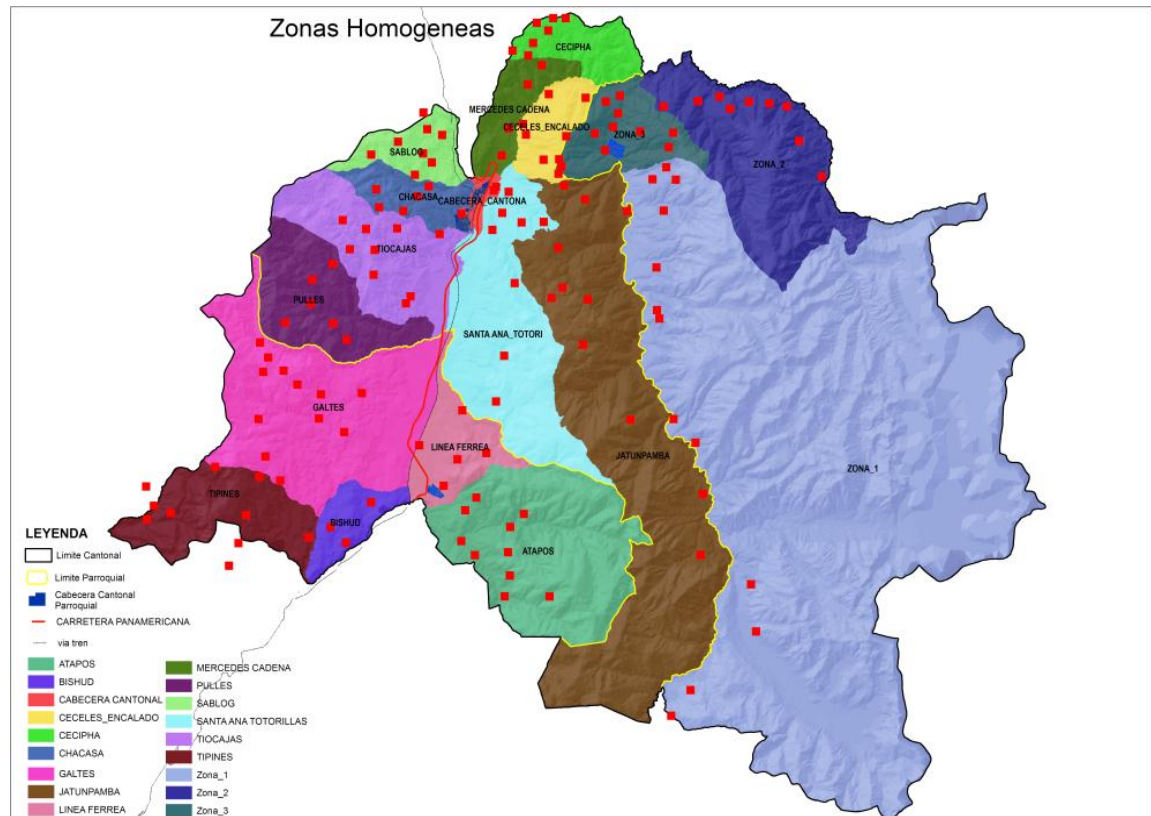 Zonas Homogeneas
CECIPHA
MERCEDES CADENA
CECELES_ENCALADO
ZONA_3
ZONA_2
SABLOG
CHACASA
CABECERA_CANTONA
TIOCAJAS
PULLES
SANTA ANA_TOTORI
GALTES
LINEA FERREA
JATUNPAMBA
ZONA_1
TIPINES
BISHUD
ATAPOS
LEYENDA
Limite Cantonal
Limite Parroquial
Cabecera Cantonal
Parroquial
CARRETERA PANAMERICANA
via tren
ATAPOS
BISHUD
CABECERA CANTONAL
CECELES_ENCALADO
CECIPHA
CHACASA
GALTES
JATUNPAMBA
LINEA FERREA
MERCEDES CADENA
PULLES
SABLOG
SANTA ANA TOTORILLAS
TIOCAJAS
TIPINES
Zona_1
Zona_2
Zona_3